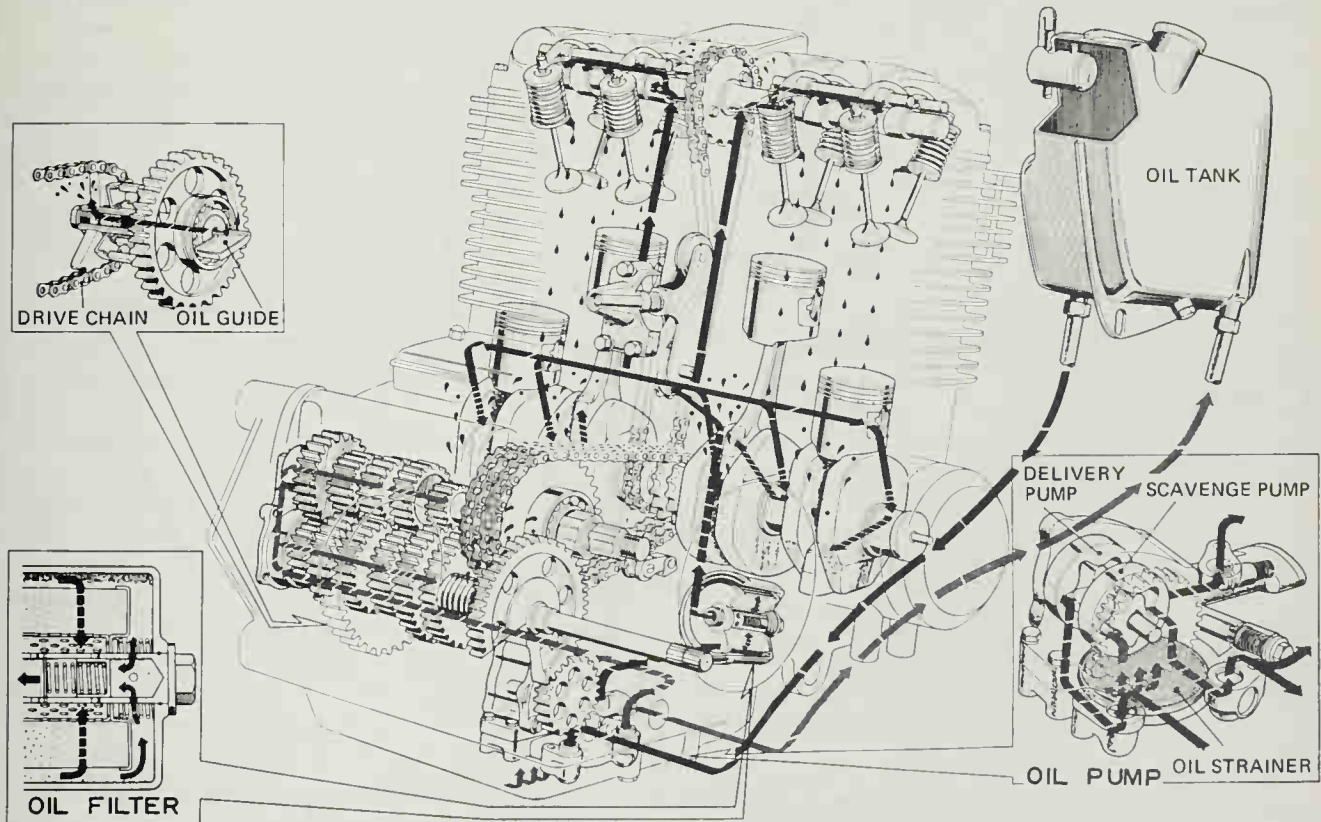 OIL TANK
DRIVE CHAIN OIL GUIDE
DELIVERY
PUMP
SCAVENGE PUMP
OIL STRAINER
OIL PUMP
OIL FILTER